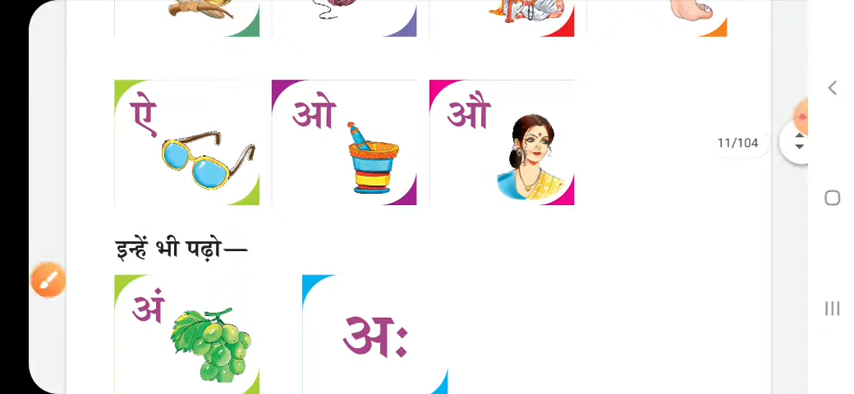 ऐ ओ औ
11/104
इन्हें भी पढ़ो—
अं अः